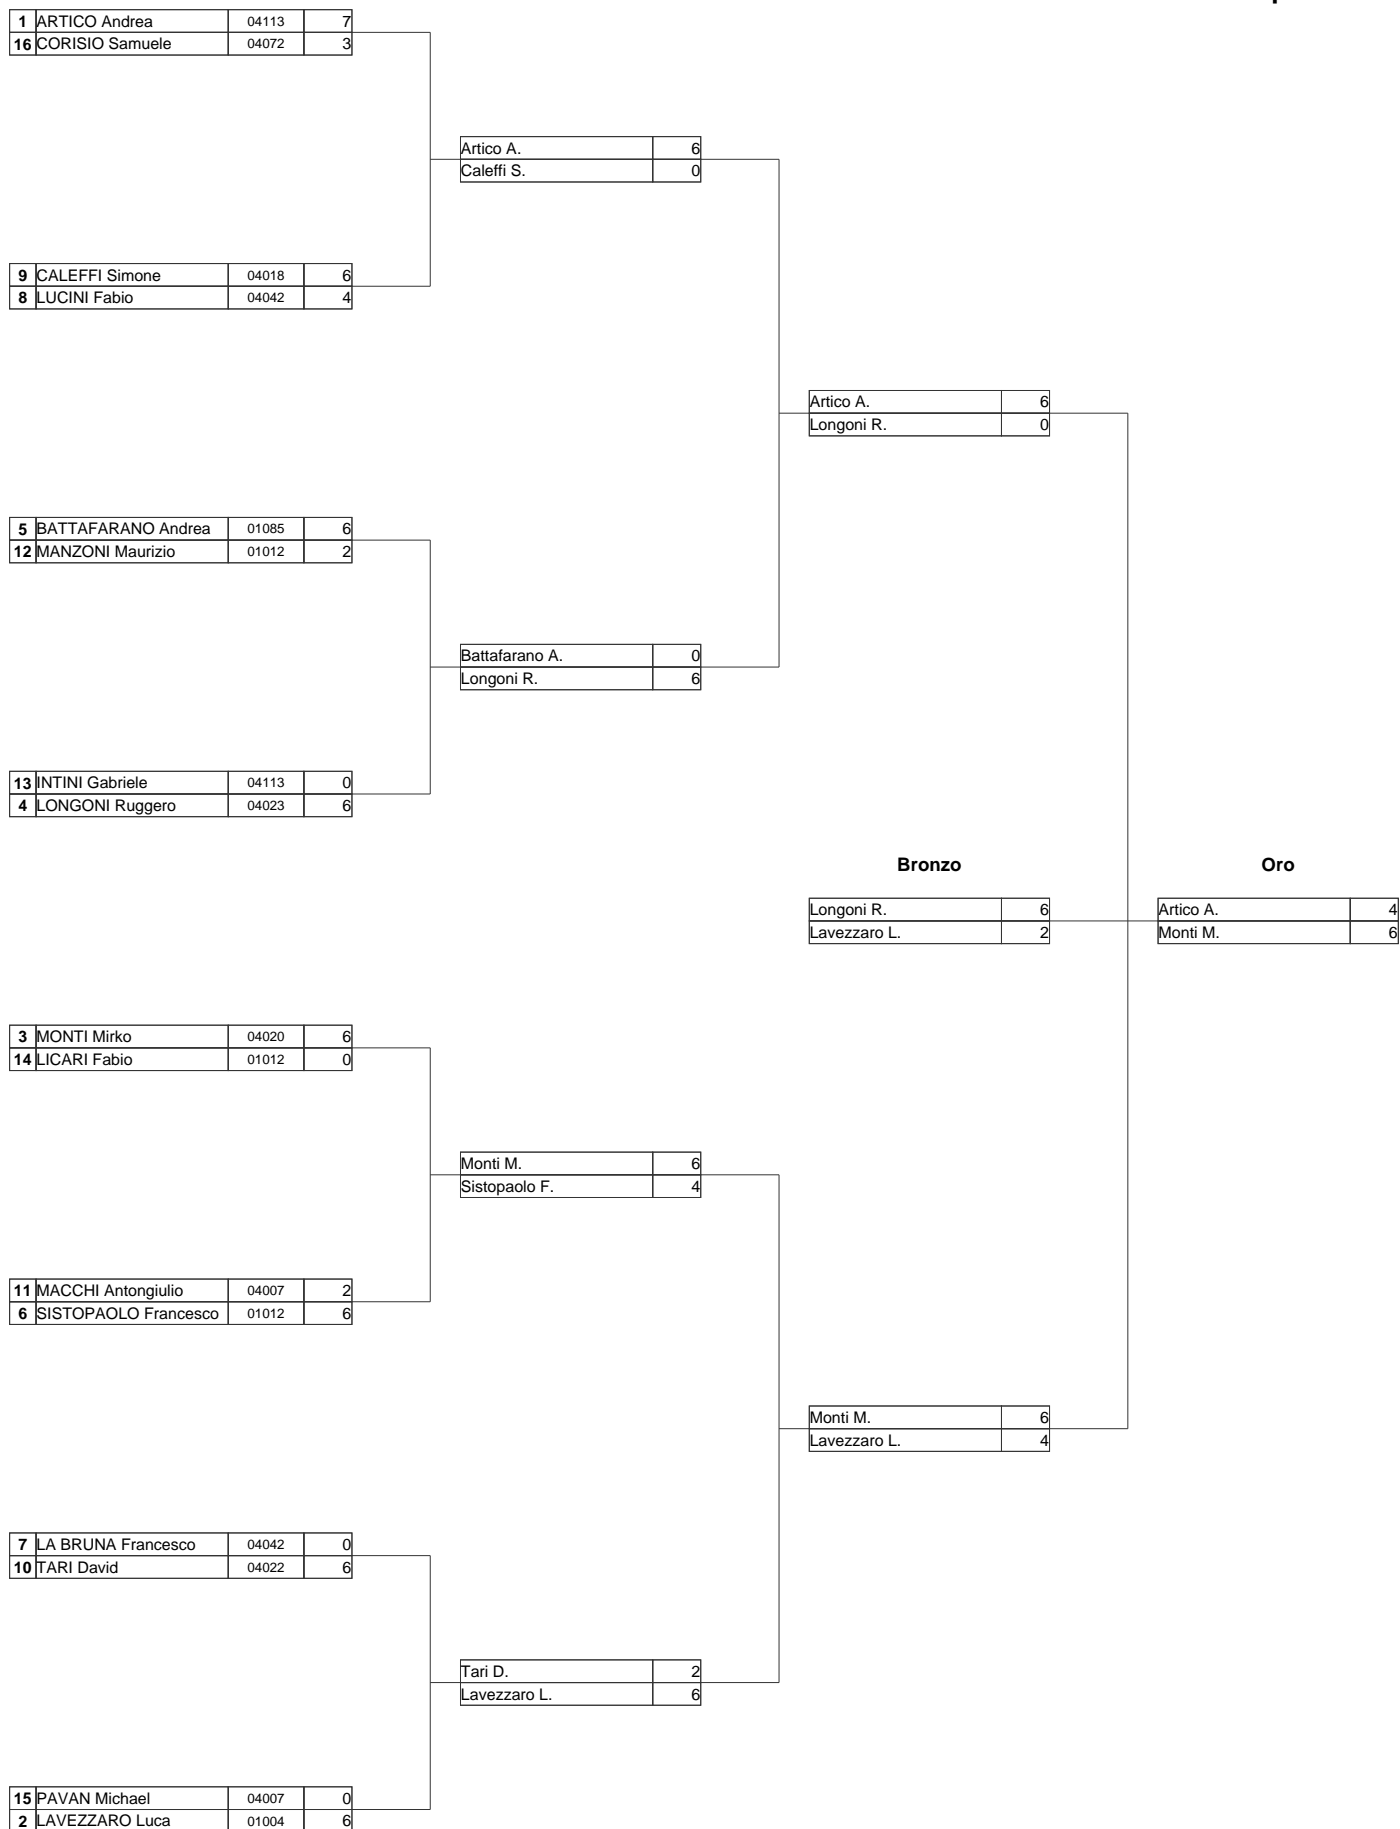 1 ARTICO Andrea 04113 7
16 CORISIO Samuele 04072 3
Artico A. 6
Caleffi S. 0
9 CALEFFI Simone 04018 6
8 LUCINI Fabio 04042 4
Artico A. 6
Longoni R. 0
5 BATTAFARANO Andrea 01085 6
12 MANZONI Maurizio 01012 2
Battafarano A. 0
Longoni R. 6
13 INTINI Gabriele 04113 0
4 LONGONI Ruggero 04023 6
Bronzo Oro
Longoni R. 6 Artico A. 4
Lavezzaro L. 2 Monti M. 6
3 MONTI Mirko 04020 6
14 LICARI Fabio 01012 0
Monti M. 6
Sistopaolo F. 4
11 MACCHI Antongiulio 04007 2
6 SISTOPAOLO Francesco 01012 6
Monti M. 6
Lavezzaro L. 4
7 LA BRUNA Francesco 04042 0
10 TARI David 04022 6
Tari D. 2
Lavezzaro L. 6
15 PAVAN Michael 04007 0
2 LAVEZZARO Luca 01004 6